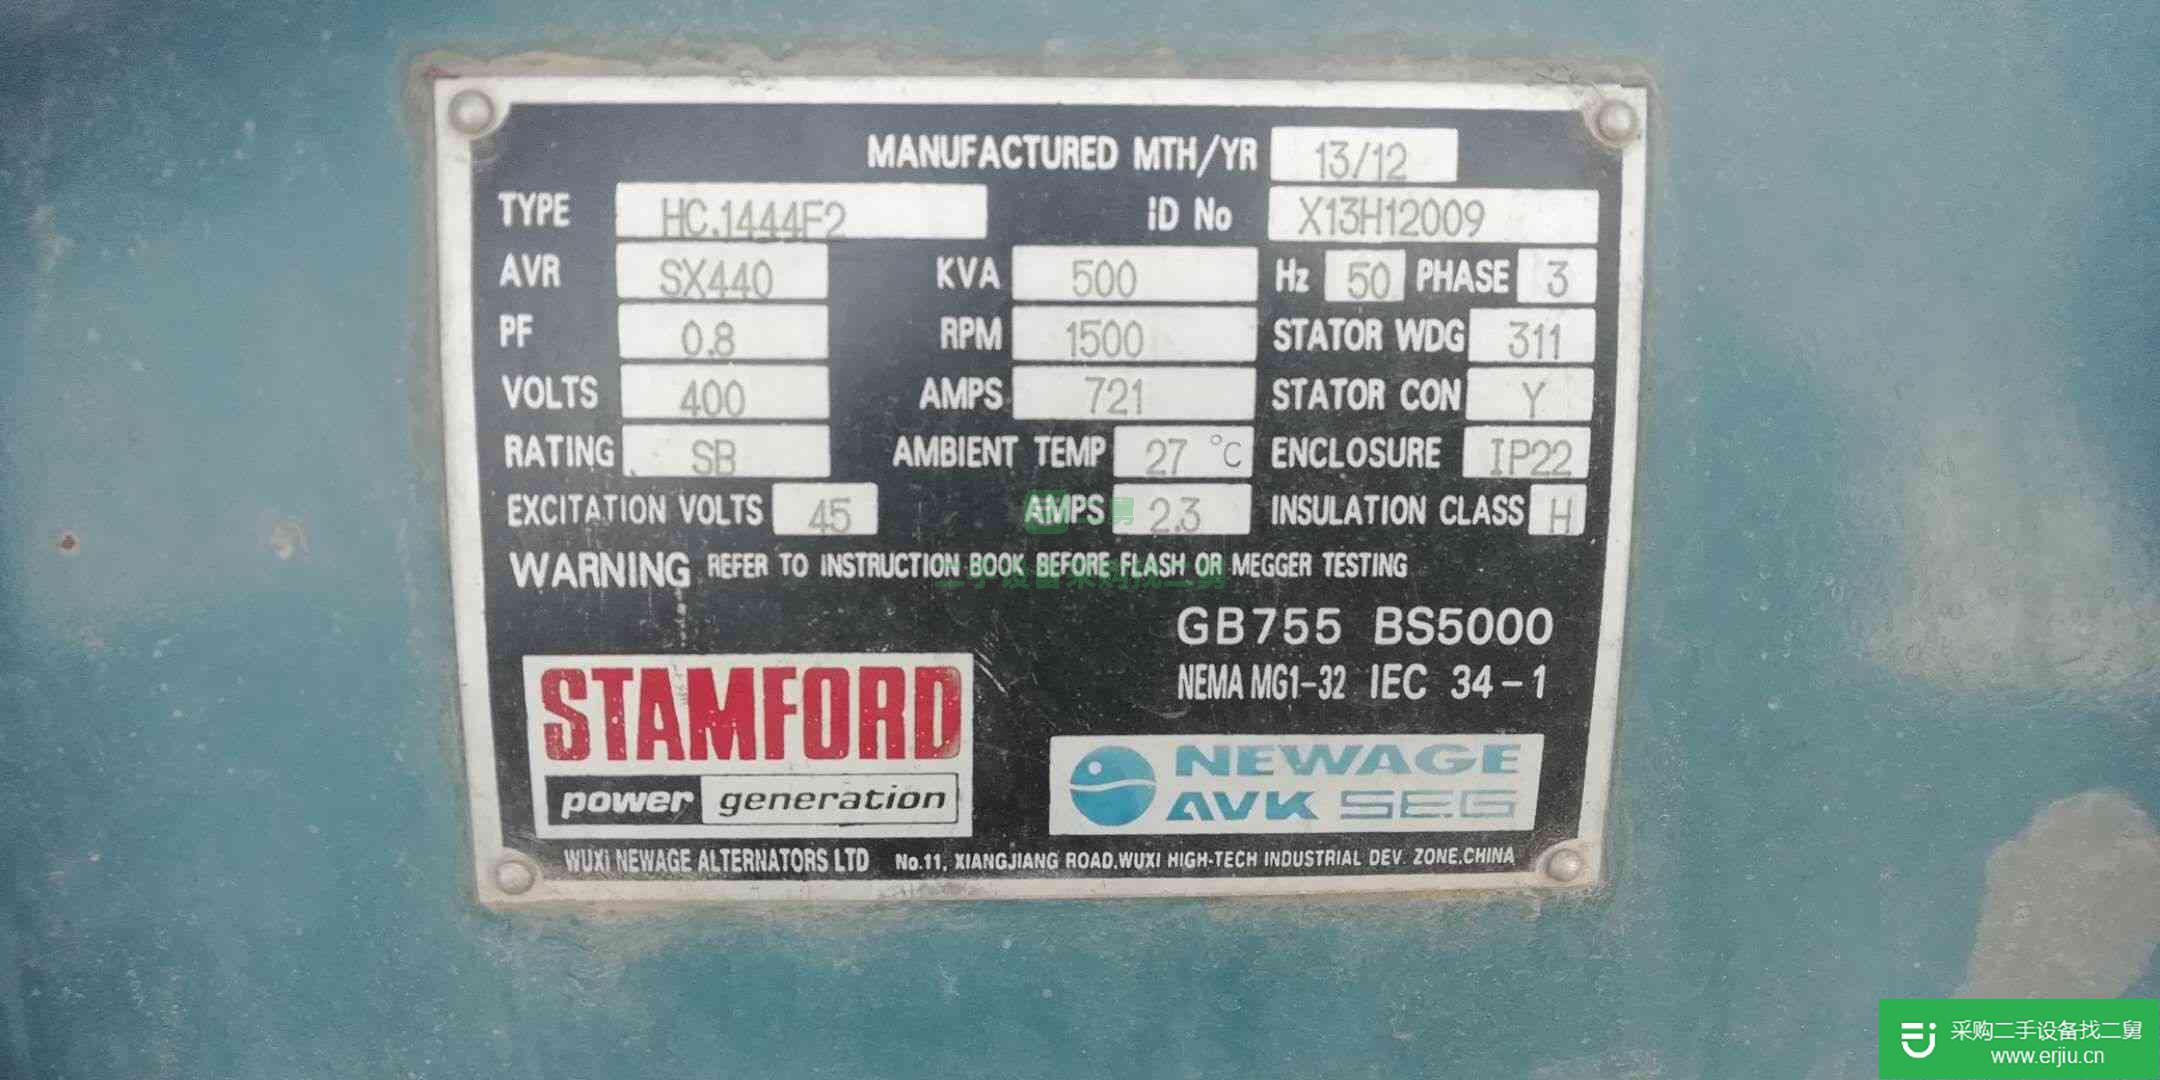 MANUFACTURED MTH/YR 13/12
TYPE HC.1444F2 ID No X13H12009
AVR SX440 KVA 500 Hz 50 PHASE 3
PF 0.8 RPM 1500 STATOR WDG 311
VOLTS 400 AMPS 721 STATOR CON Y
RATING SB AMBIENT TEMP 27 °C ENCLOSURE IP22
EXCITATION VOLTS 45 AMPS 2.3 INSULATION CLASS H
WARNING REFER TO INSTRUCTION BOOK BEFORE FLASH OR MEGGER TESTING
GB755 BS5000
NEMA MG1-32 IEC 34-1
STAMFORD
power generation
NEWAGE
AVK SEG
WUXI NEWAGE ALTERNATORS LTD No.11, XIANGJIANG ROAD,WUXI HIGH-TECH INDUSTRIAL DEV. ZONE,CHINA
采购二手设备找二舅
www.erjiu.cn